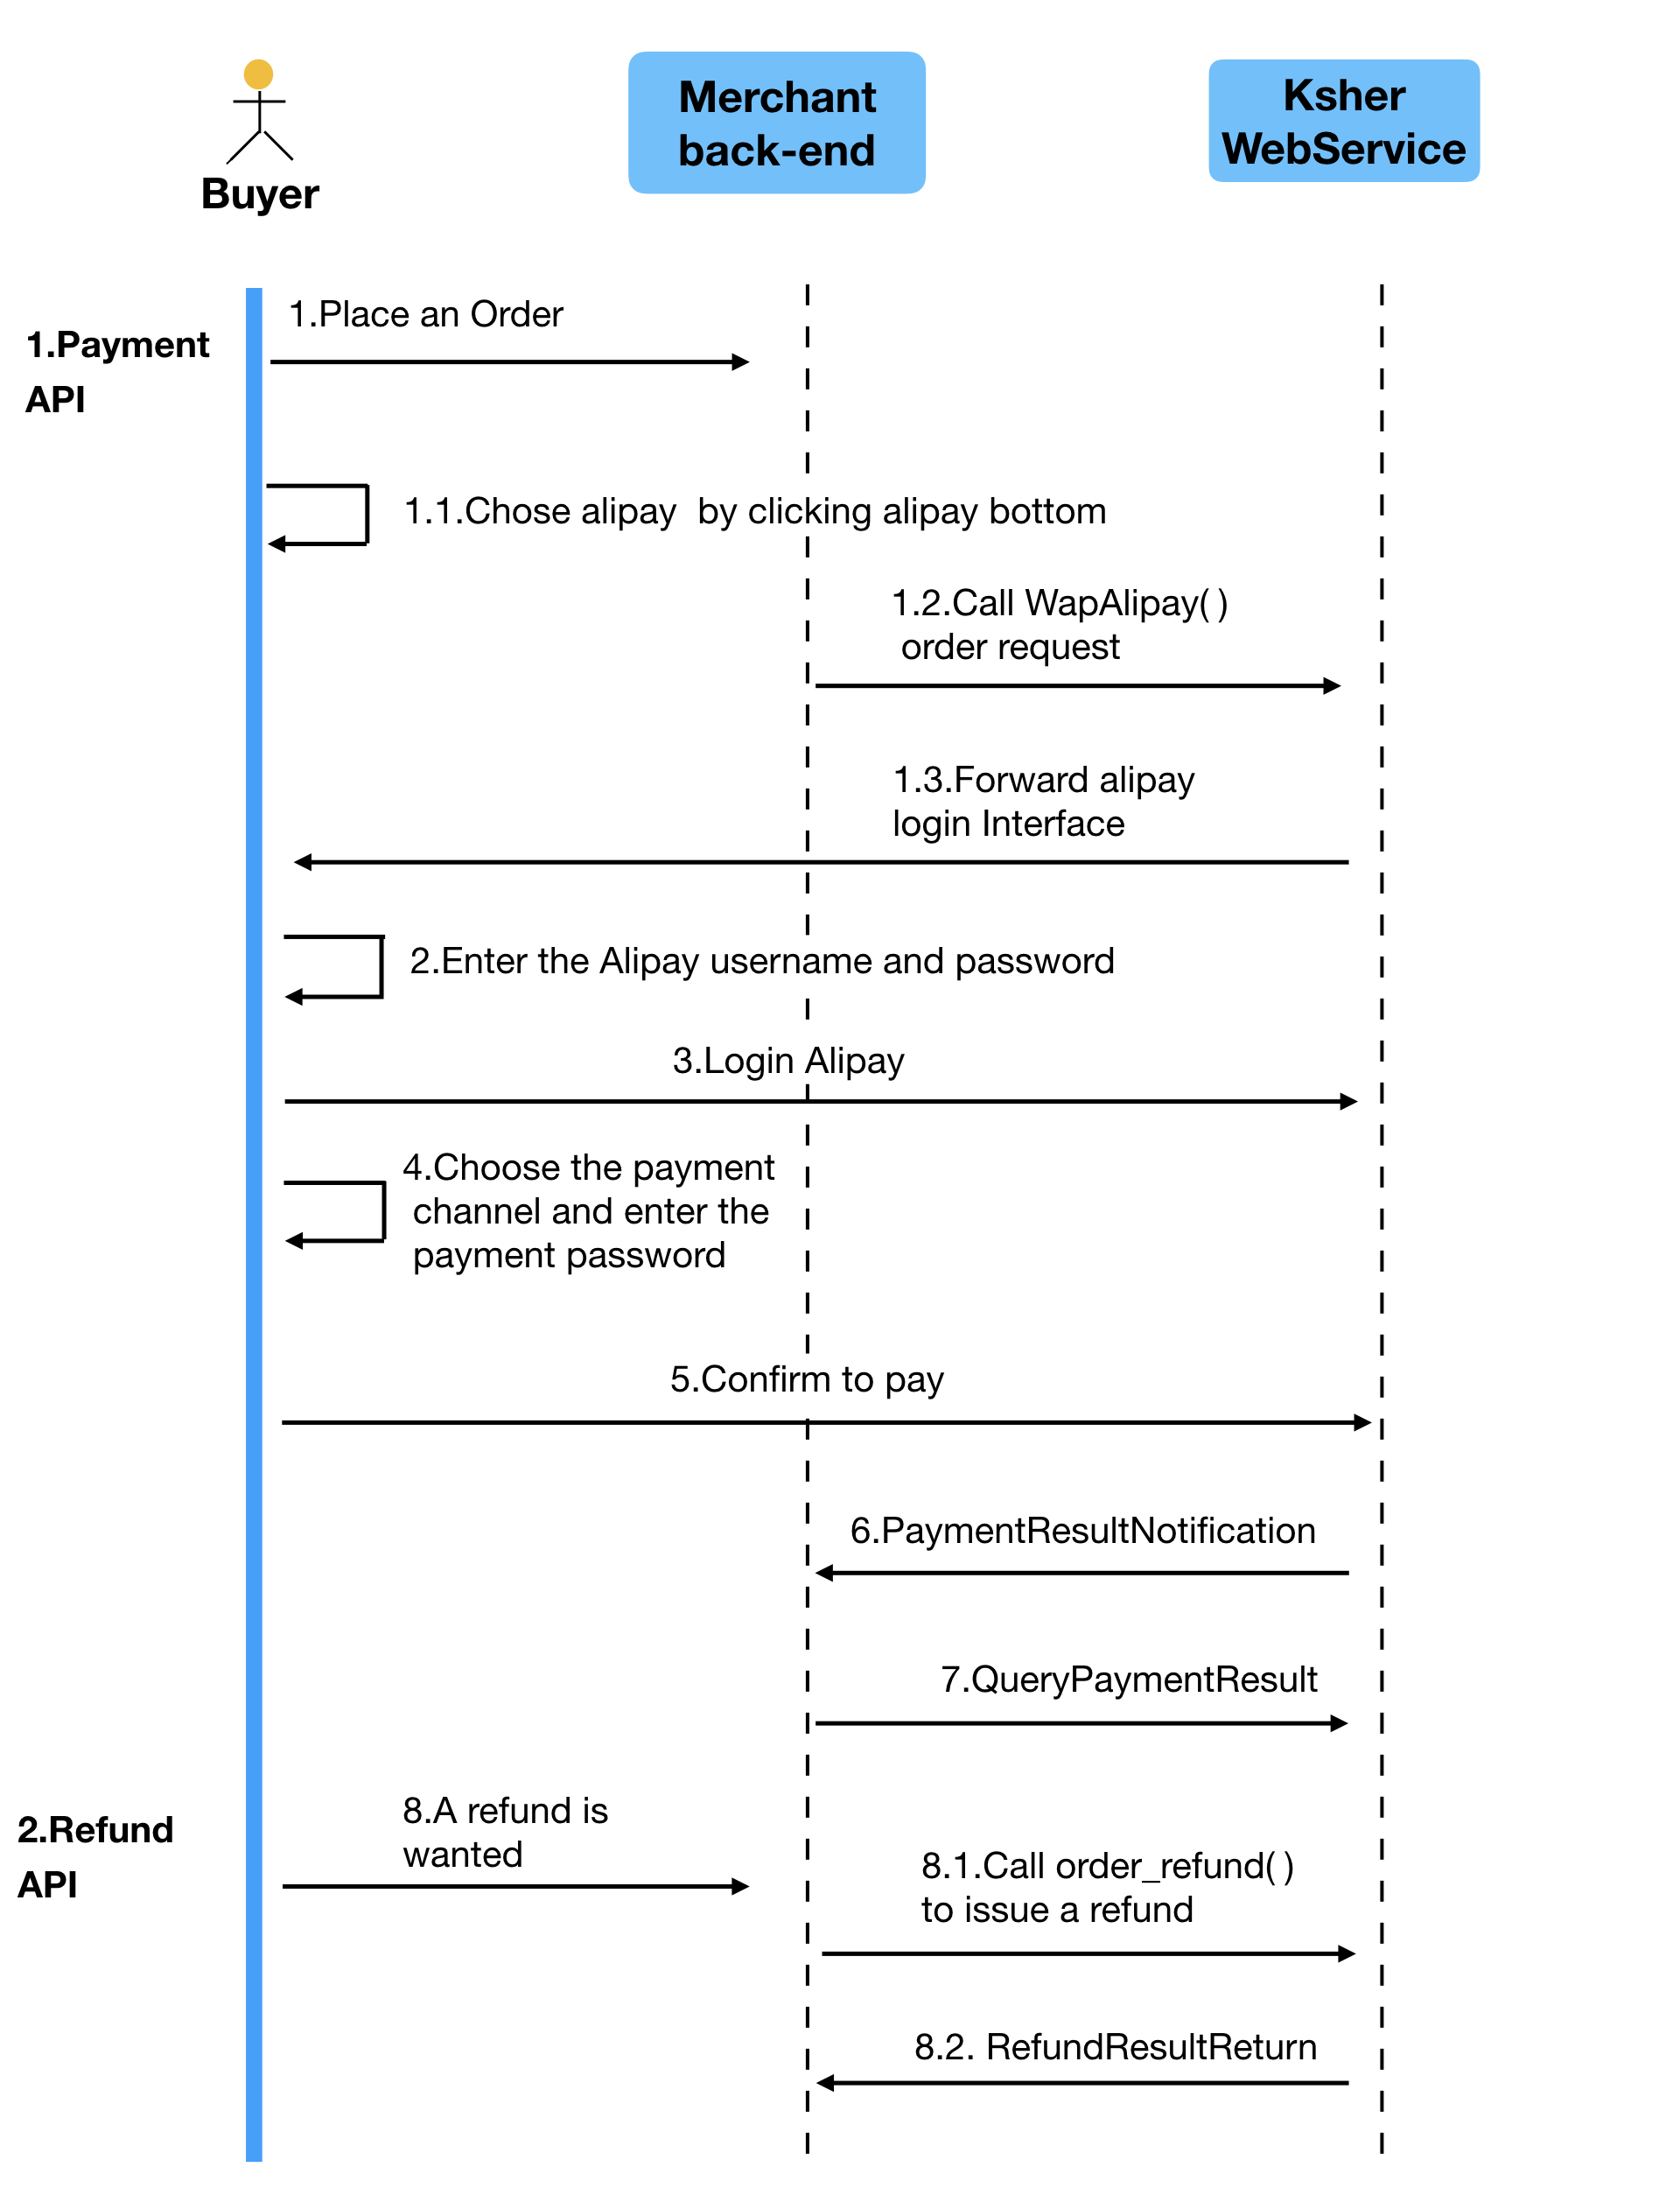 Buyer
Merchant
back-end
Ksher
WebService
1.Payment
API
1.Place an Order
1.1.Chose alipay  by clicking alipay bottom
1.2.Call WapAlipay( )
order request
1.3.Forward alipay
login Interface
2.Enter the Alipay username and password
3.Login Alipay
4.Choose the payment
channel and enter the
payment password
5.Confirm to pay
6.PaymentResultNotification
7.QueryPaymentResult
2.Refund
API
8.A refund is
wanted
8.1.Call order_refund( )
to issue a refund
8.2. RefundResultReturn